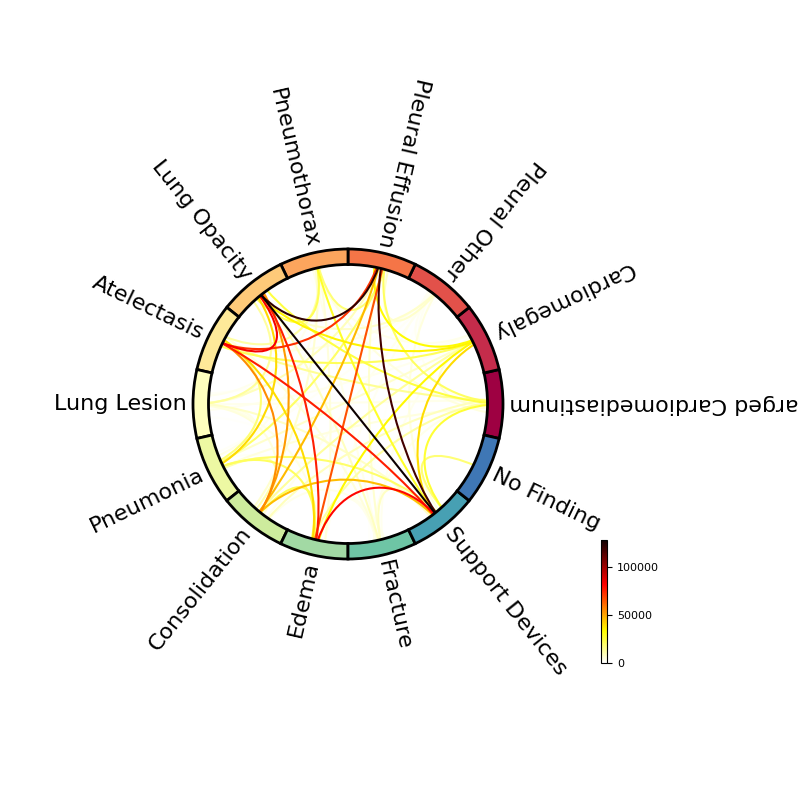 Pleural Effusion
Pneumothorax
Pleural Other
Lung Opacity
Cardiomegaly
Atelectasis
Lung Lesion
arged Cardiomediastinum
Pneumonia
No Finding
Consolidation
Support Devices
Edema
Fracture
100000
50000
0